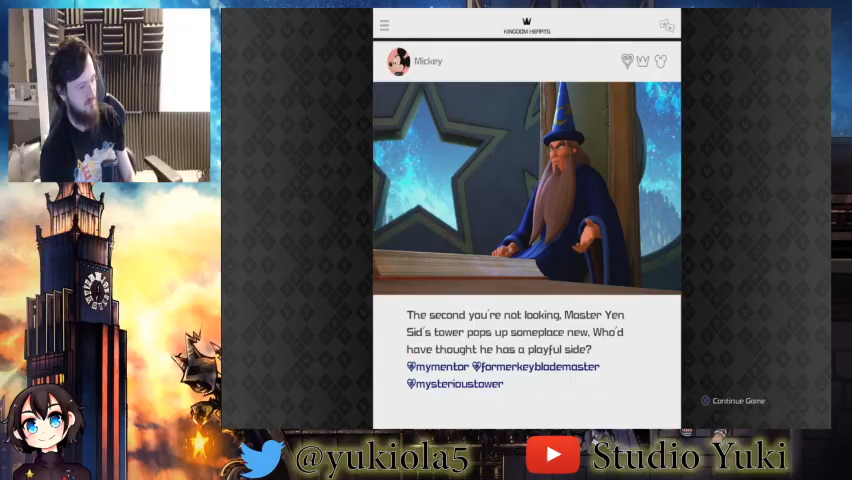 KINGDOM HEARTS
Mickey
The second you're not looking, Master Yen
Sid's tower pops up someplace new. Who'd
have thought he has a playful side?
mymentor formerkeyblademaster
mysterioustower
Continue Game
@yukiola5
Studio Yuki